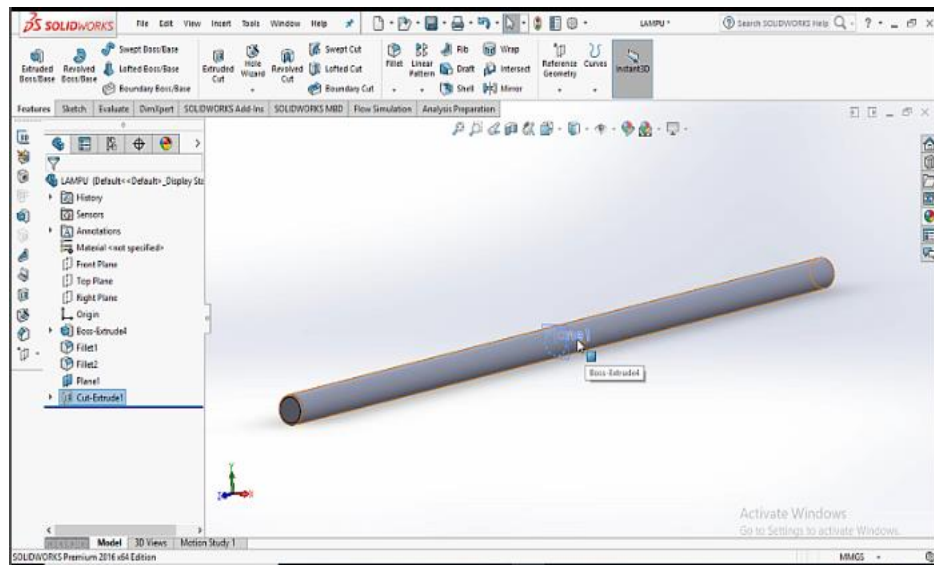 SOLIDWORKS File Edit View Insert Tools Window Help LAMPU * Search SOLIDWORKS Help
Extruded Boss/Base
Revolved Boss/Base
Swept Boss/Base
Lofted Boss/Base
Boundary Boss/Base
Extruded Cut
Hole Wizard
Revolved Cut
Swept Cut
Lofted Cut
Boundary Cut
Fillet
Linear Pattern
Rib
Draft
Shell
Wrap
Intersect
Mirror
Reference Geometry
Curves
Instant3D
Features Sketch Evaluate DimXpert SOLIDWORKS Add-Ins SOLIDWORKS MBD Flow Simulation Analysis Preparation
LAMPU (Default<<Default>_Display Sta
History
Sensors
Annotations
Material <not specified>
Front Plane
Top Plane
Right Plane
Origin
Boss-Extrude4
Fillet1
Fillet2
Plane1
Cut-Extrude1
Boss-Extrude4
Y
X
Z
Activate Windows
Go to Settings to activate Windows.
Model 3D Views Motion Study 1
SOLIDWORKS Premium 2016 x64 Edition MMGS